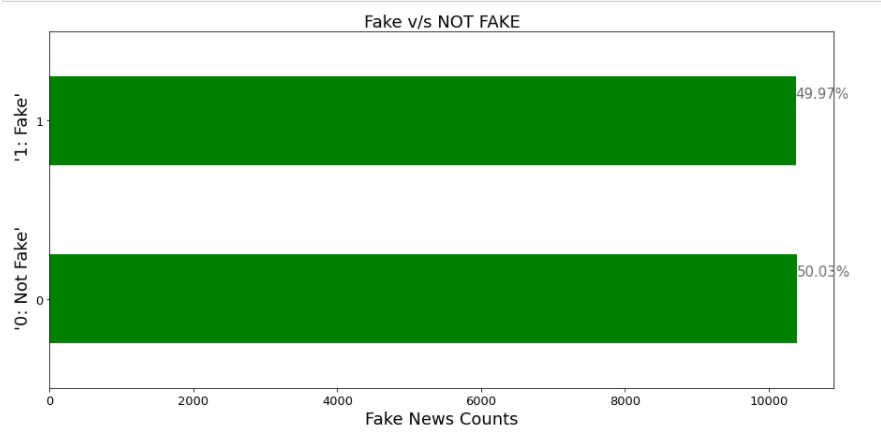 Fake v/s NOT FAKE
'1: Fake'
1
49.97%
'0: Not Fake'
0
50.03%
0 2000 4000 6000 8000 10000
Fake News Counts